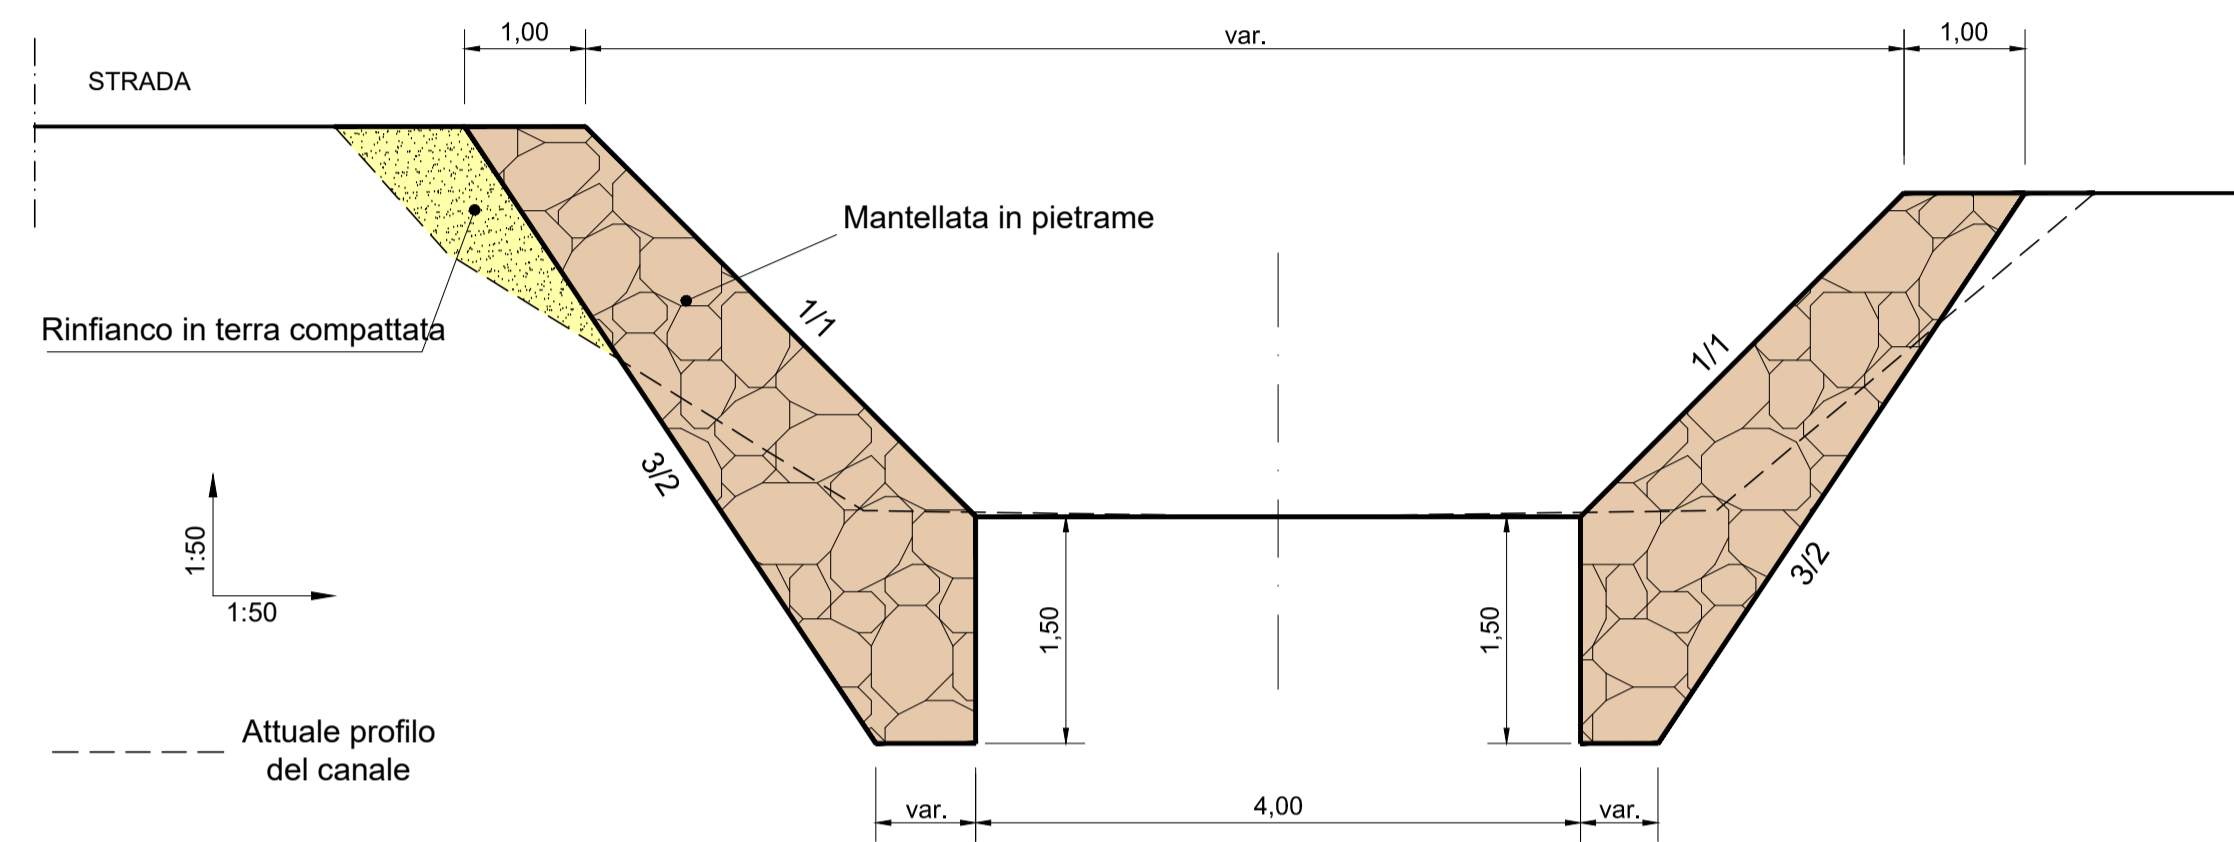 1,00
var.
1,00
STRADA
Mantellata in pietrame
Rinfianco in terra compattata
1/1
1/1
3/2
3/2
1:50
1:50
1,50
1,50
Attuale profilo
del canale
var.
4,00
var.